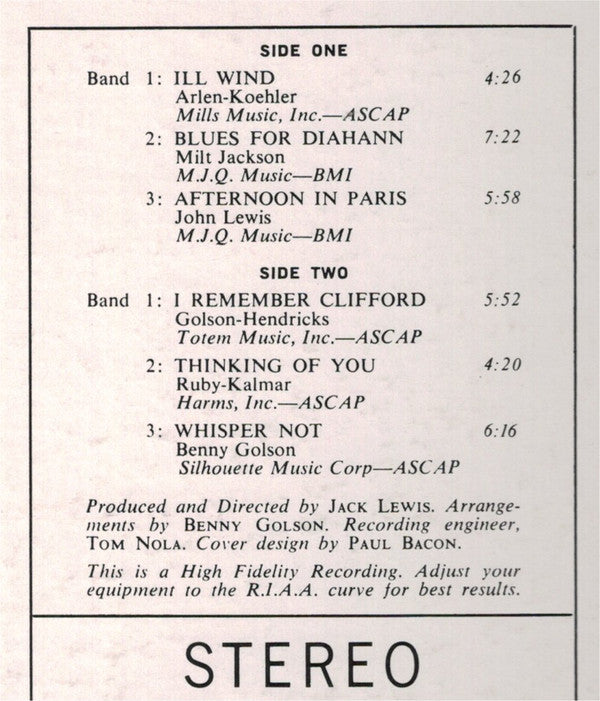 SIDE ONE
Band 1: ILL WIND 4:26
Arlen-Koehler
Mills Music, Inc.—ASCAP
2: BLUES FOR DIAHANN 7:22
Milt Jackson
M.J.Q. Music—BMI
3: AFTERNOON IN PARIS 5:58
John Lewis
M.J.Q. Music—BMI
SIDE TWO
Band 1: I REMEMBER CLIFFORD 5:52
Golson-Hendricks
Totem Music, Inc.—ASCAP
2: THINKING OF YOU 4:20
Ruby-Kalmar
Harms, Inc.—ASCAP
3: WHISPER NOT 6:16
Benny Golson
Silhouette Music Corp—ASCAP
Produced and Directed by JACK LEWIS. Arrange-
ments by BENNY GOLSON. Recording engineer,
TOM NOLA. Cover design by PAUL BACON.
This is a High Fidelity Recording. Adjust your
equipment to the R.I.A.A. curve for best results.
STEREO